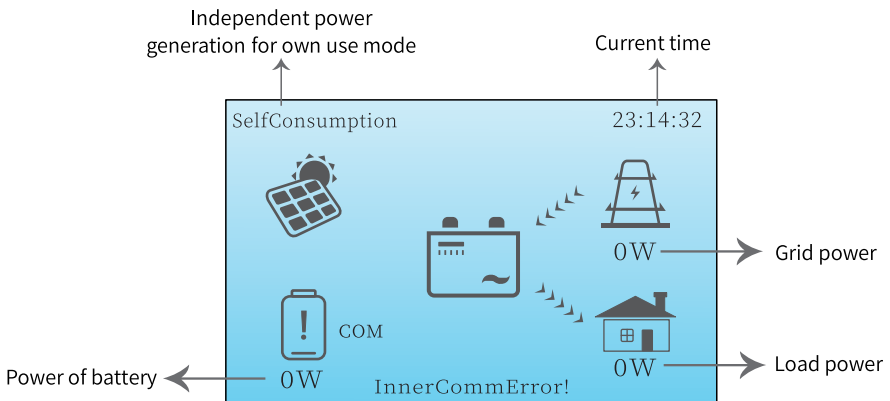 Independent power
generation for own use mode
Current time
SelfConsumption
23:14:32
0W
Grid power
COM
0W
Load power
Power of battery
0W
InnerCommError!